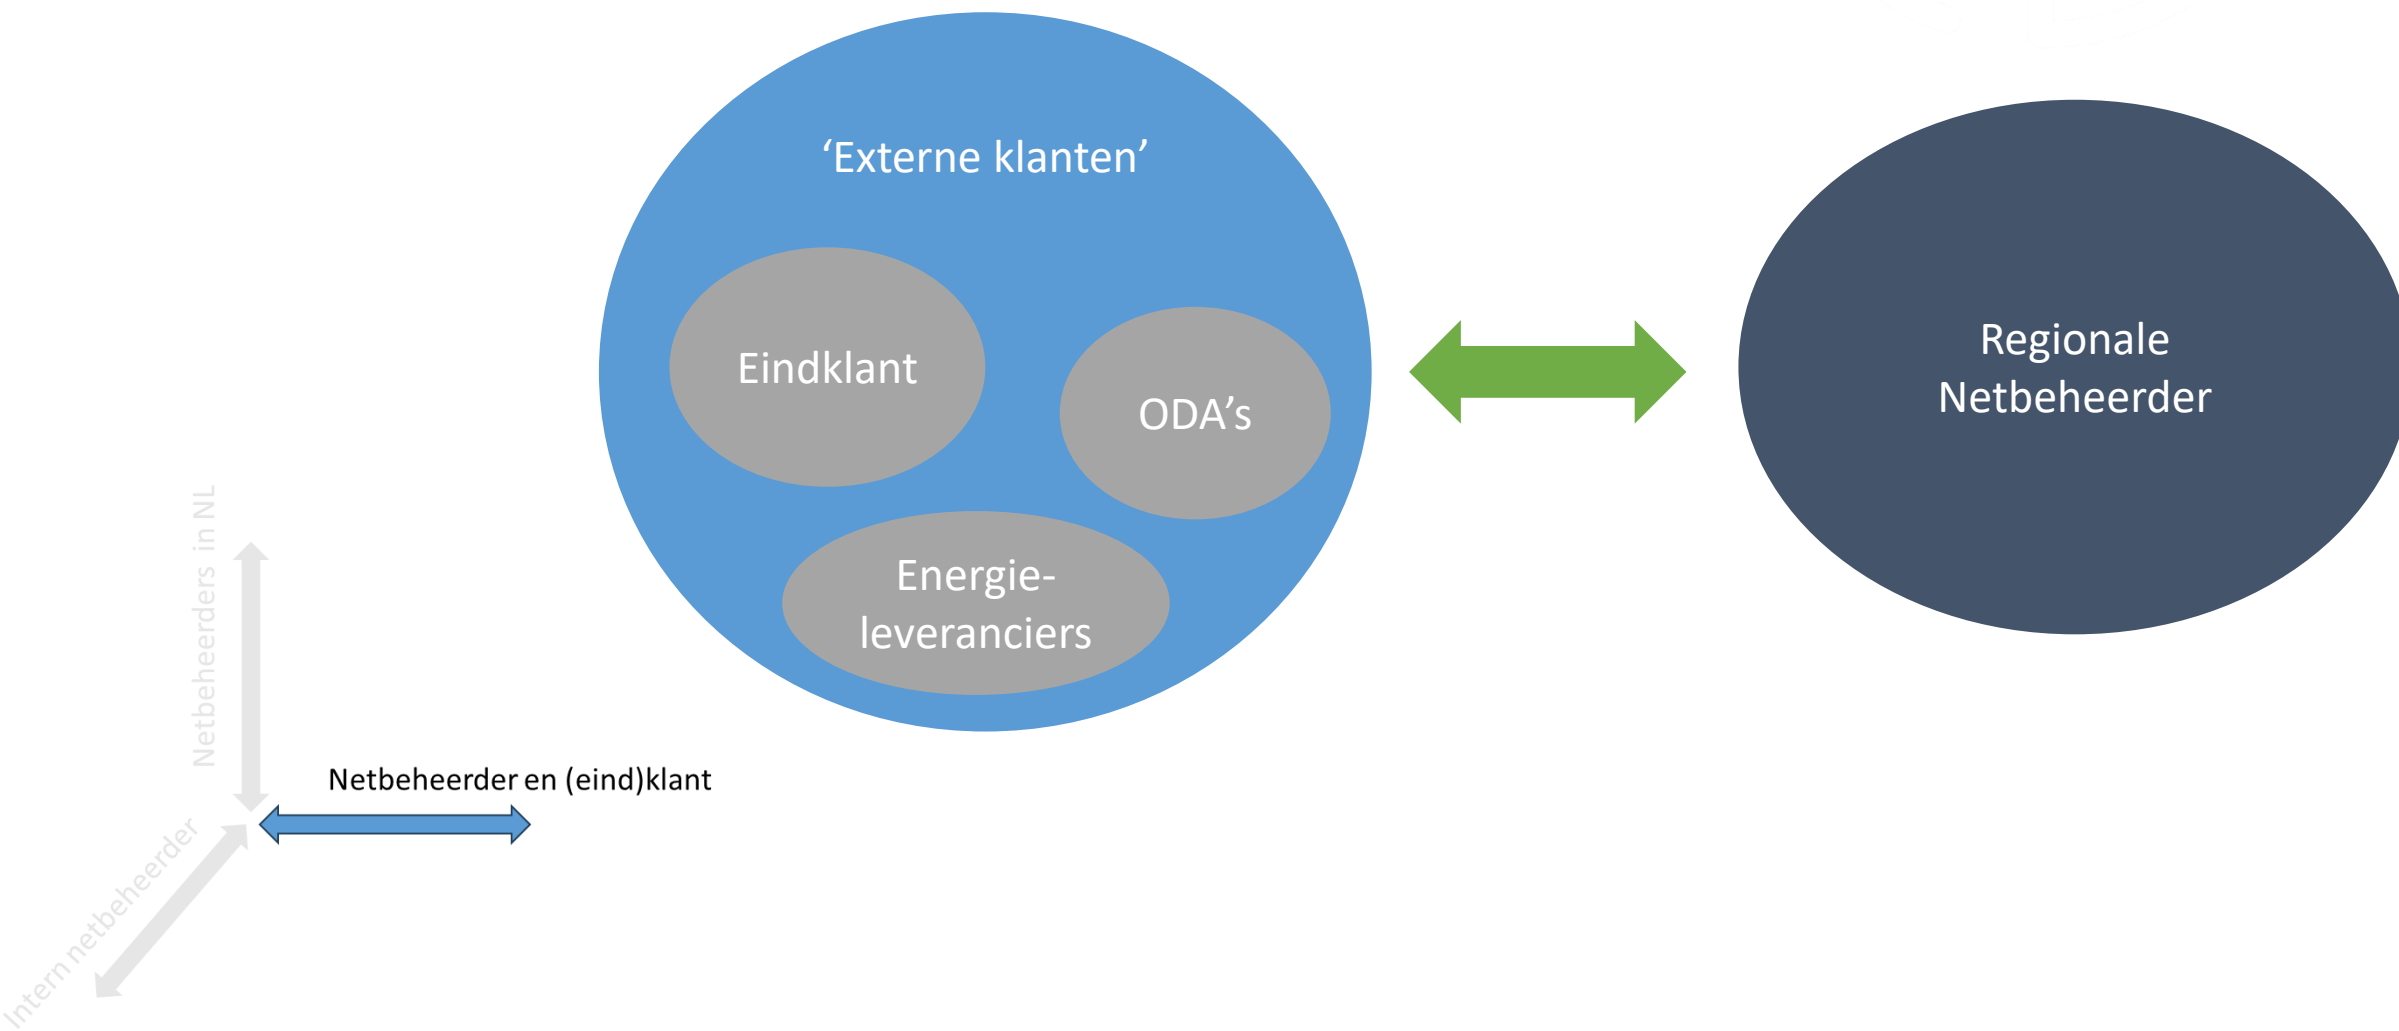 ‘Externe klanten’
Eindklant
ODA’s
Energie-
leveranciers
Regionale
Netbeheerder
Netbeheerders in NL
Netbeheerder en (eind)klant
Intern netbeheerder